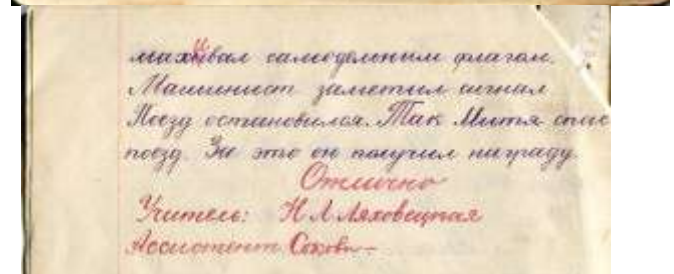 махивал самодельным флагом.
Машинист заметил сигнал
Поезд остановился. Так Митя спас
поезд. За это он получил награду.
Отлично
Учитель: Н Л Ляховецкая
Ассистент